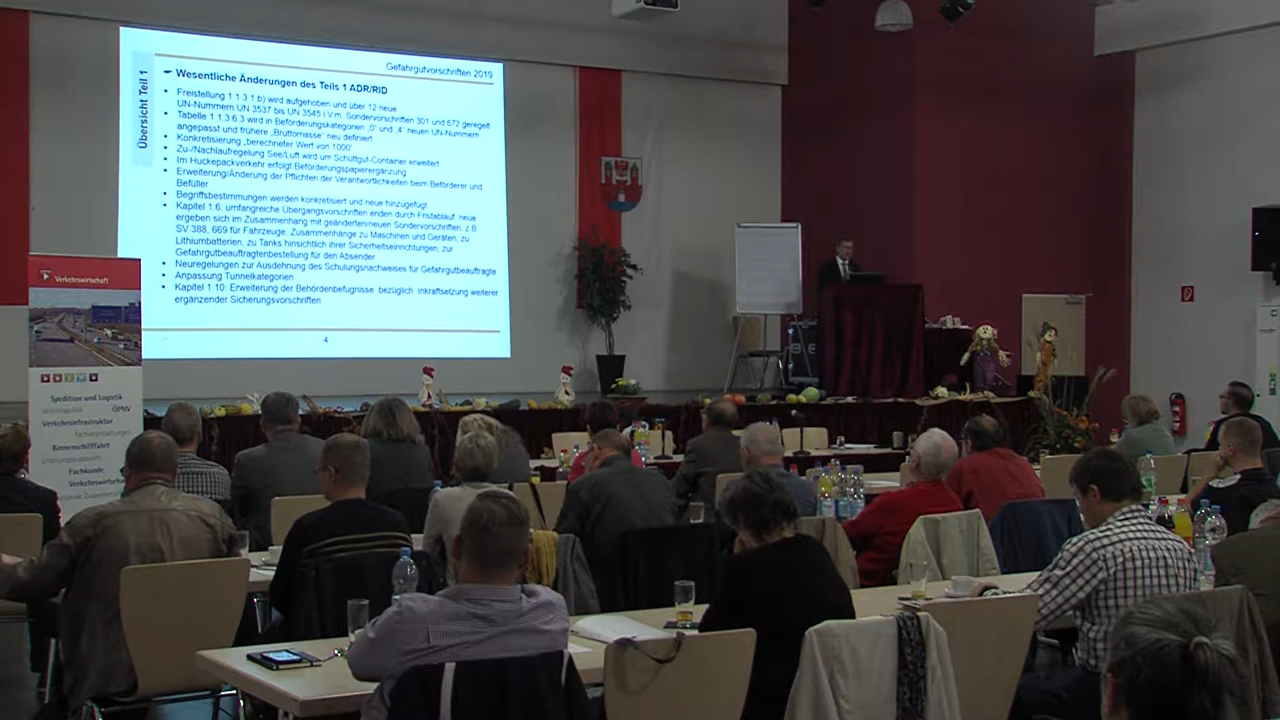 Gefahrgutvorschriften 2019
Übersicht Teil 1
Wesentliche Änderungen des Teils 1 ADR/RID
Freistellung 1.1.3.1 b) wird aufgehoben und über 12 neue
UN-Nummern UN 3537 bis UN 3545 i.V.m. Sondervorschriften 301 und 672 geregelt
Tabelle 1.1.3.6.3 wird in Beförderungskategorien „0" und „4" neuen UN-Nummern
angepasst und frühere „Bruttomasse" neu definiert
Konkretisierung „berechneter Wert von 1000"
Zu-/Nachlaufregelung See/Luft wird um Schüttgut-Container erweitert
Im Huckepackverkehr erfolgt Beförderungspapierergänzung
Erweiterung/Änderung der Pflichten der Verantwortlichkeiten beim Beförderer und
Befüller
Begriffsbestimmungen werden konkretisiert und neue hinzugefügt
Kapitel 1.6: umfangreiche Übergangsvorschriften enden durch Fristablauf, neue
ergeben sich im Zusammenhang mit geänderten/neuen Sondervorschriften, z.B.
SV 388, 669 für Fahrzeuge, Zusammenhänge zu Maschinen und Geräten, zu
Lithiumbatterien, zu Tanks hinsichtlich ihrer Sicherheitseinrichtungen, zur
Gefahrgutbeauftragtenbestellung für den Absender
Neuregelungen zur Ausdehnung des Schulungsnachweises für Gefahrgutbeauftragte
Anpassung Tunnelkategorien
Kapitel 1.10: Erweiterung der Behördenbefugnisse bezüglich Inkraftsetzung weiterer
ergänzender Sicherungsvorschriften
4
Verkehrswirtschaft
Spedition und Logistik
ÖPNV
Verkehrsinfrastruktur
Fachveranstaltungen
Binnenschifffahrt
Fachkunde